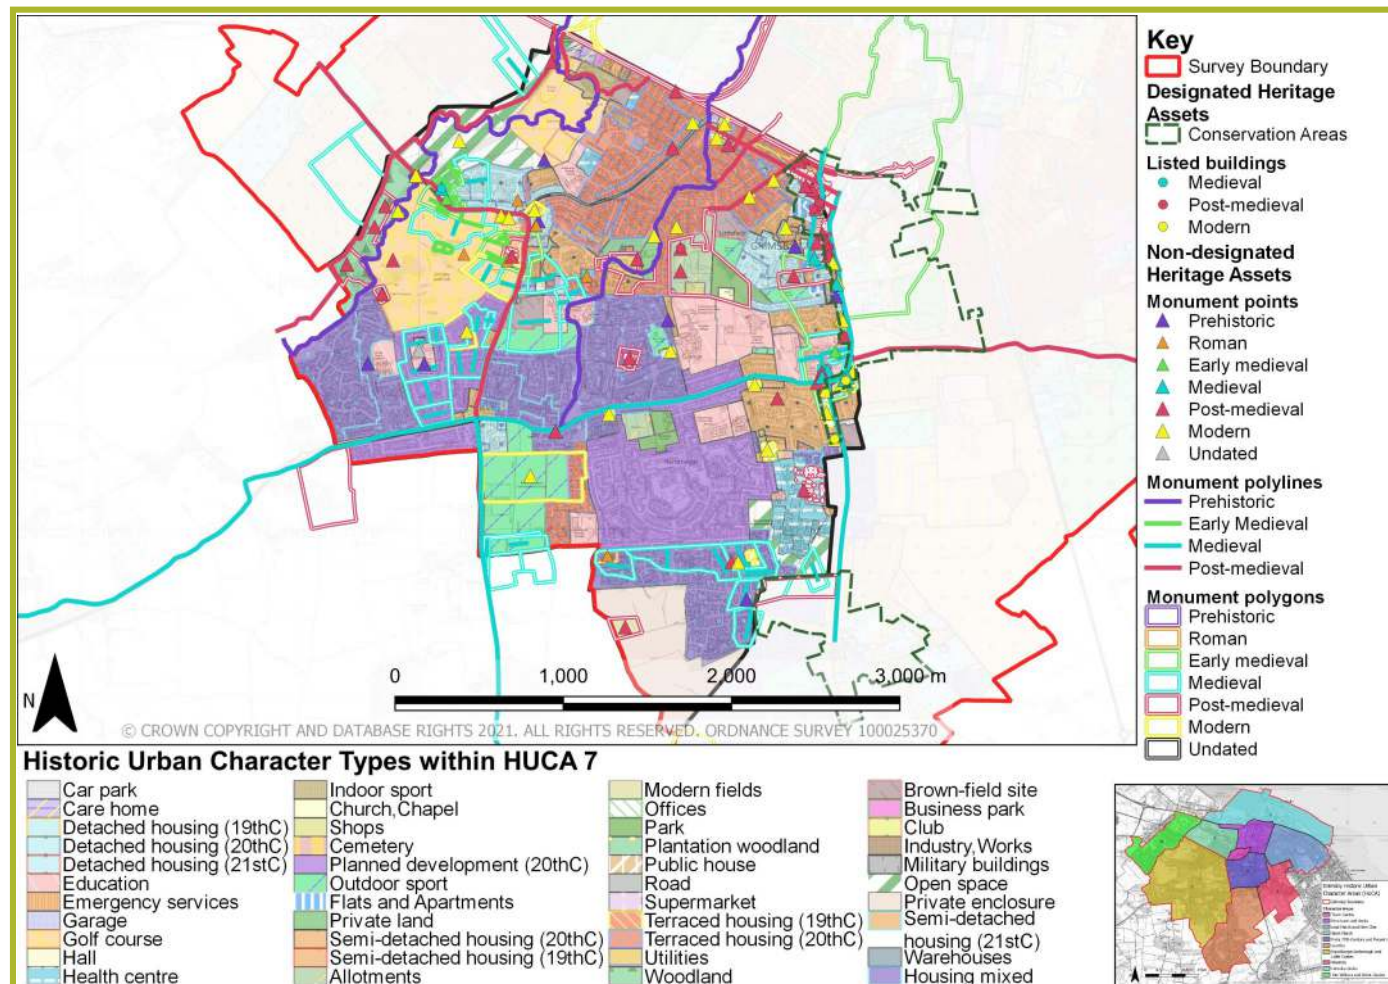 Key
Survey Boundary
Designated Heritage
Assets
Conservation Areas
Listed buildings
Medieval
Post-medieval
Modern
Non-designated
Heritage Assets
Monument points
Prehistoric
Roman
Early medieval
Medieval
Post-medieval
Modern
Undated
Monument polylines
Prehistoric
Early Medieval
Medieval
Post-medieval
Monument polygons
Prehistoric
Roman
Early medieval
Medieval
Post-medieval
Modern
Undated
N
0 1,000 2,000 3,000 m
© CROWN COPYRIGHT AND DATABASE RIGHTS 2021. ALL RIGHTS RESERVED. ORDNANCE SURVEY 100025370
Historic Urban Character Types within HUCA 7
Car park
Care home
Detached housing (19thC)
Detached housing (20thC)
Detached housing (21stC)
Education
Emergency services
Garage
Golf course
Hall
Health centre
Indoor sport
Church,Chapel
Shops
Cemetery
Planned development (20thC)
Outdoor sport
Flats and Apartments
Private land
Semi-detached housing (20thC)
Semi-detached housing (19thC)
Allotments
Modern fields
Offices
Park
Plantation woodland
Public house
Road
Supermarket
Terraced housing (19thC)
Terraced housing (20thC)
Utilities
Woodland
Brown-field site
Business park
Club
Industry,Works
Military buildings
Open space
Private enclosure
Semi-detached
housing (21stC)
Warehouses
Housing mixed